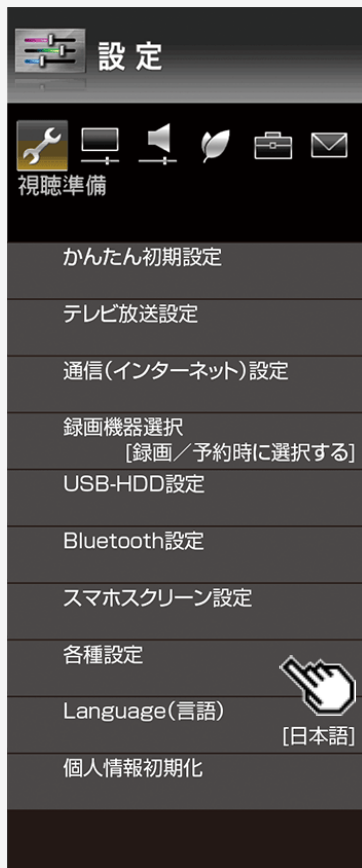 設定
視聴準備
かんたん初期設定
テレビ放送設定
通信(インターネット)設定
録画機器選択
[録画／予約時に選択する]
USB-HDD設定
Bluetooth設定
スマホスクリーン設定
各種設定
Language(言語)
[日本語]
個人情報初期化